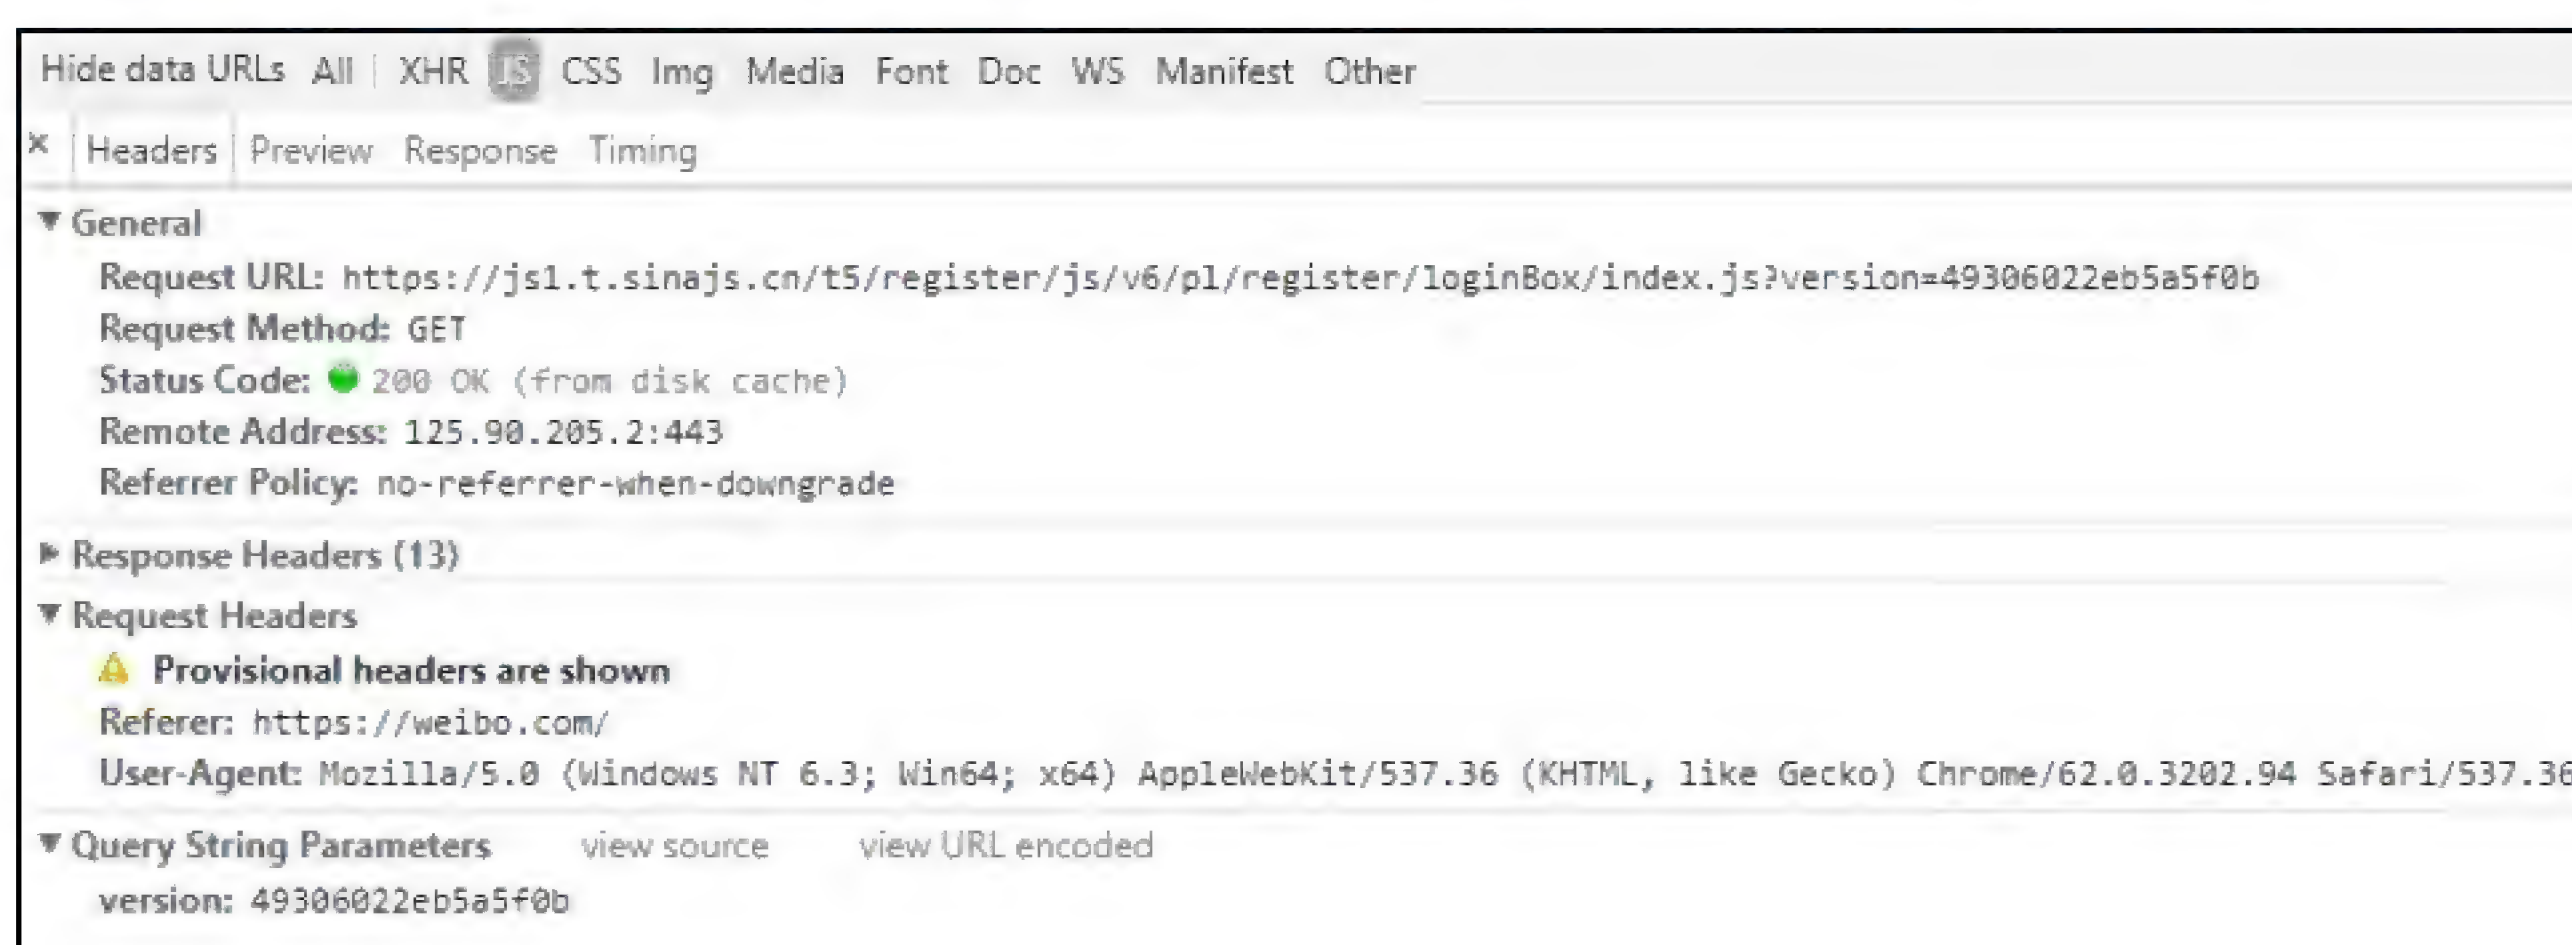 Hide data URLs All XHR JS CSS Img Media Font Doc WS Manifest Other
× Headers Preview Response Timing
▼ General
Request URL: https://js1.t.sinajs.cn/t5/register/js/v6/pl/register/loginBox/index.js?version=49306022eb5a5f0b
Request Method: GET
Status Code: 200 OK (from disk cache)
Remote Address: 125.90.205.2:443
Referrer Policy: no-referrer-when-downgrade
▶ Response Headers (13)
▼ Request Headers
Provisional headers are shown
Referer: https://weibo.com/
User-Agent: Mozilla/5.0 (Windows NT 6.3; Win64; x64) AppleWebKit/537.36 (KHTML, like Gecko) Chrome/62.0.3202.94 Safari/537.36
▼ Query String Parameters view source view URL encoded
version: 49306022eb5a5f0b